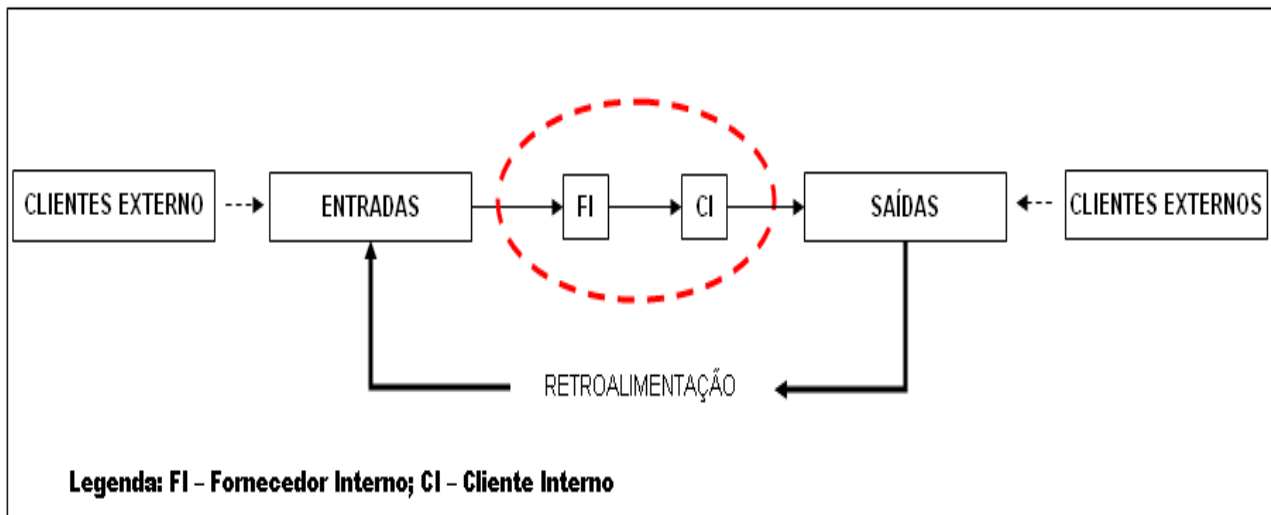 CLIENTES EXTERNO
ENTRADAS
FI
CI
SAÍDAS
CLIENTES EXTERNOS
RETROALIMENTAÇÃO
Legenda: FI – Fornecedor Interno; CI – Cliente Interno